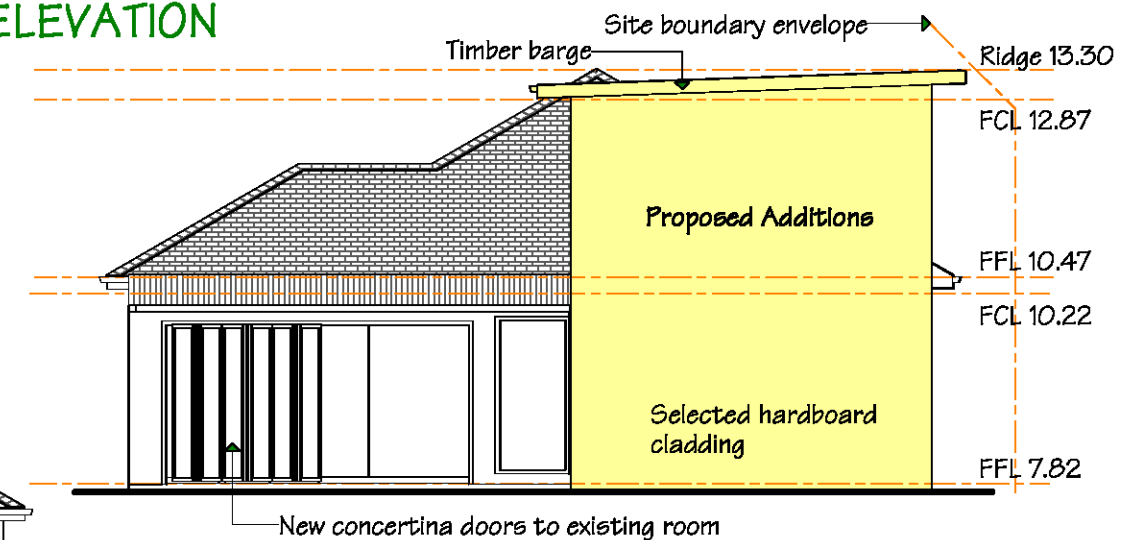 ELEVATION
Site boundary envelope
Timber barge
Ridge 13.30
FCL 12.87
Proposed Additions
FFL 10.47
FCL 10.22
Selected hardboard
cladding
FFL 7.82
New concertina doors to existing room